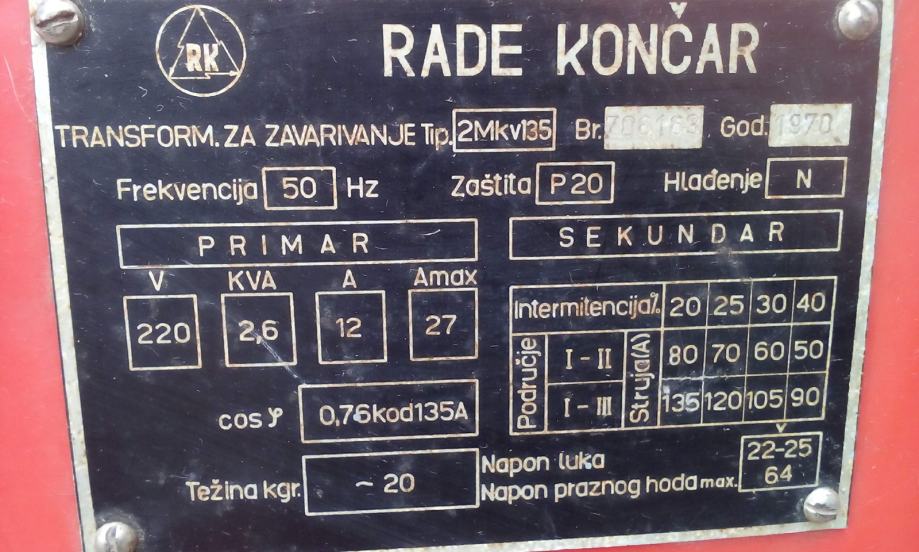 RK RADE KONČAR
TRANSFORM. ZA ZAVARIVANJE Tip. 2Mkv135 Br. 706163 God. 1970
Frekvencija 50 Hz Zaštita P20 Hlađenje N
PRIMAR
V KVA A Amax
220 2,6 12 27
cos φ 0,76kod135A
Težina kgr. ~ 20
SEKUNDAR
Intermitencija% 20 25 30 40
Područje Struja(A)
I - II 80 70 60 50
I - III 135 120 105 90
V
Napon luka 22-25
Napon praznog hoda max. 64